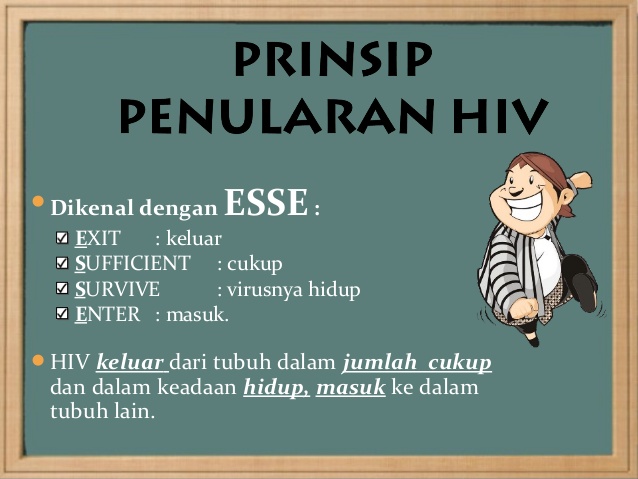 PRINSIP
PENULARAN HIV
Dikenal dengan ESSE :
EXIT : keluar
SUFFICIENT : cukup
SURVIVE : virusnya hidup
ENTER : masuk.
HIV keluar dari tubuh dalam jumlah cukup
dan dalam keadaan hidup, masuk ke dalam
tubuh lain.